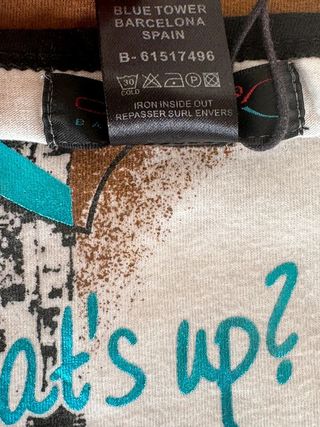 BLUE TOWER
BARCELONA
SPAIN
B- 61517496
30
COLD
P
IRON INSIDE OUT
REPASSER SURL ENVERS
at's up?